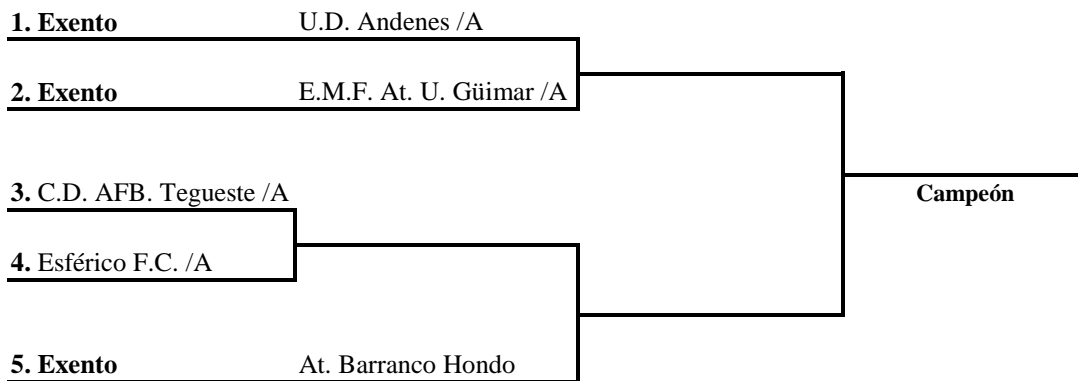 1. Exento U.D. Andenes /A
2. Exento E.M.F. At. U. Güimar /A
3. C.D. AFB. Tegueste /A
Campeón
4. Esférico F.C. /A
5. Exento At. Barranco Hondo